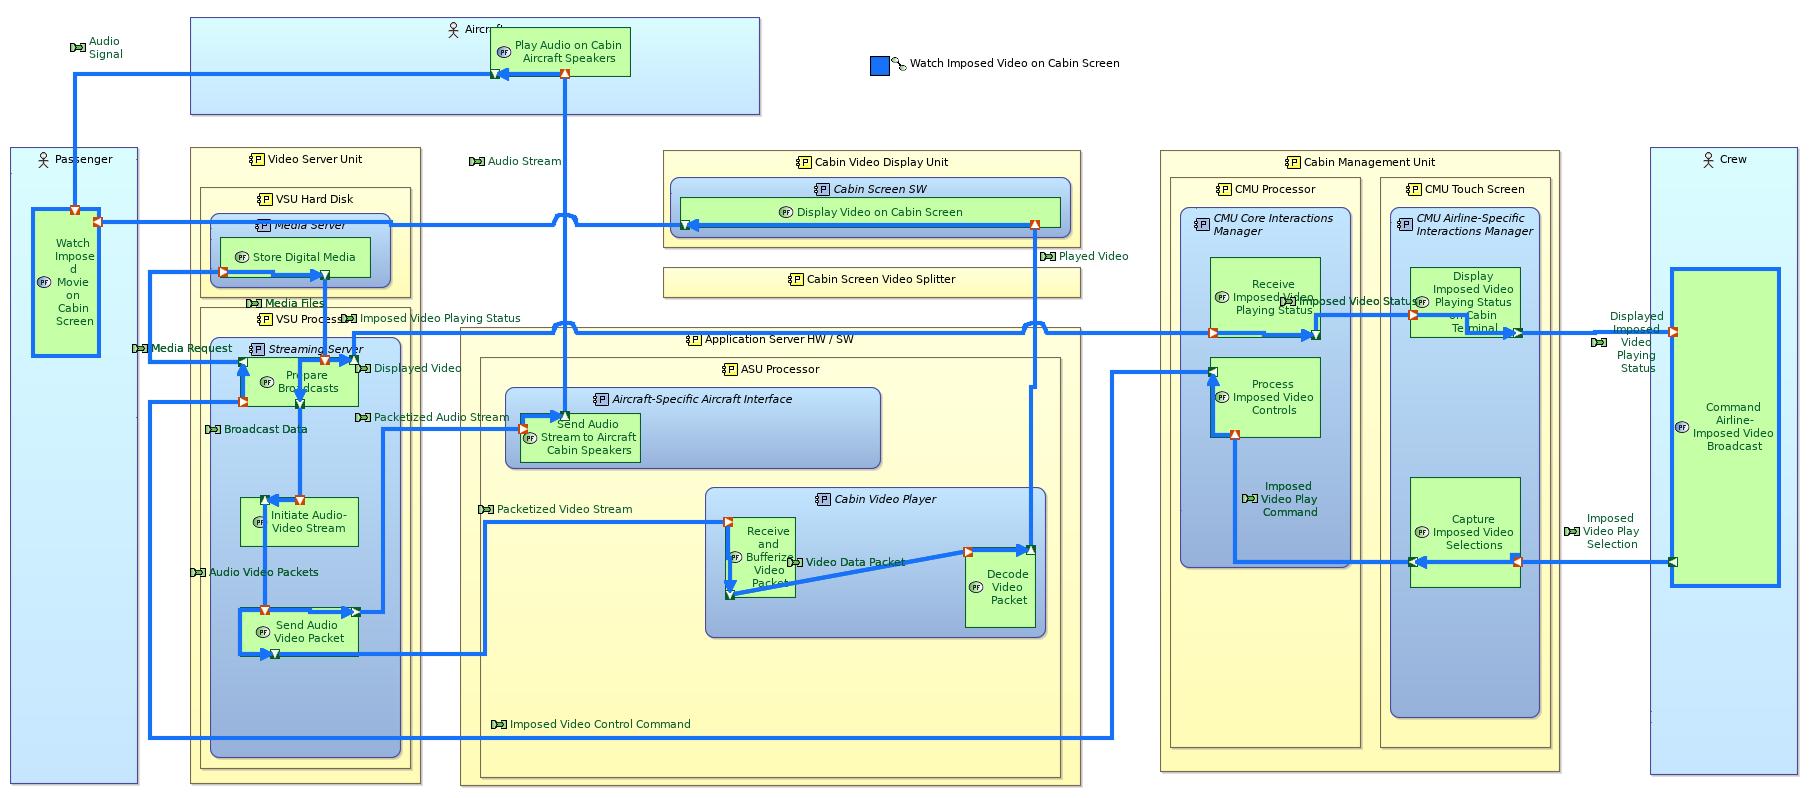 Aircraft
Play Audio on Cabin
Aircraft Speakers
Audio
Signal
Watch Imposed Video on Cabin Screen
Passenger
Watch
Impose
d
Movie
on
Cabin
Screen
Video Server Unit
VSU Hard Disk
Media Server
Store Digital Media
Media Files
VSU Processor
Imposed Video Playing Status
Media Request
Streaming Server
Prepare
Broadcasts
Displayed Video
Packetized Audio Stream
Broadcast Data
Initiate Audio-
Video Stream
Audio Video Packets
Send Audio
Video Packet
Audio Stream
Cabin Video Display Unit
Cabin Screen SW
Display Video on Cabin Screen
Played Video
Cabin Screen Video Splitter
Application Server HW / SW
ASU Processor
Aircraft-Specific Aircraft Interface
Send Audio
Stream to Aircraft
Cabin Speakers
Cabin Video Player
Packetized Video Stream
Receive
and
Bufferize
Video
Packet
Video Data Packet
Decode
Video
Packet
Imposed Video Control Command
Cabin Management Unit
CMU Processor
CMU Core Interactions
Manager
Receive
Imposed Video
Playing Status
Imposed Video Status
Process
Imposed Video
Controls
Imposed
Video Play
Command
CMU Touch Screen
CMU Airline-Specific
Interactions Manager
Display
Imposed Video
Playing Status
on Cabin
Terminal
Capture
Imposed Video
Selections
Displayed
Imposed
Video
Playing
Status
Imposed
Video Play
Selection
Crew
Command
Airline-
Imposed Video
Broadcast